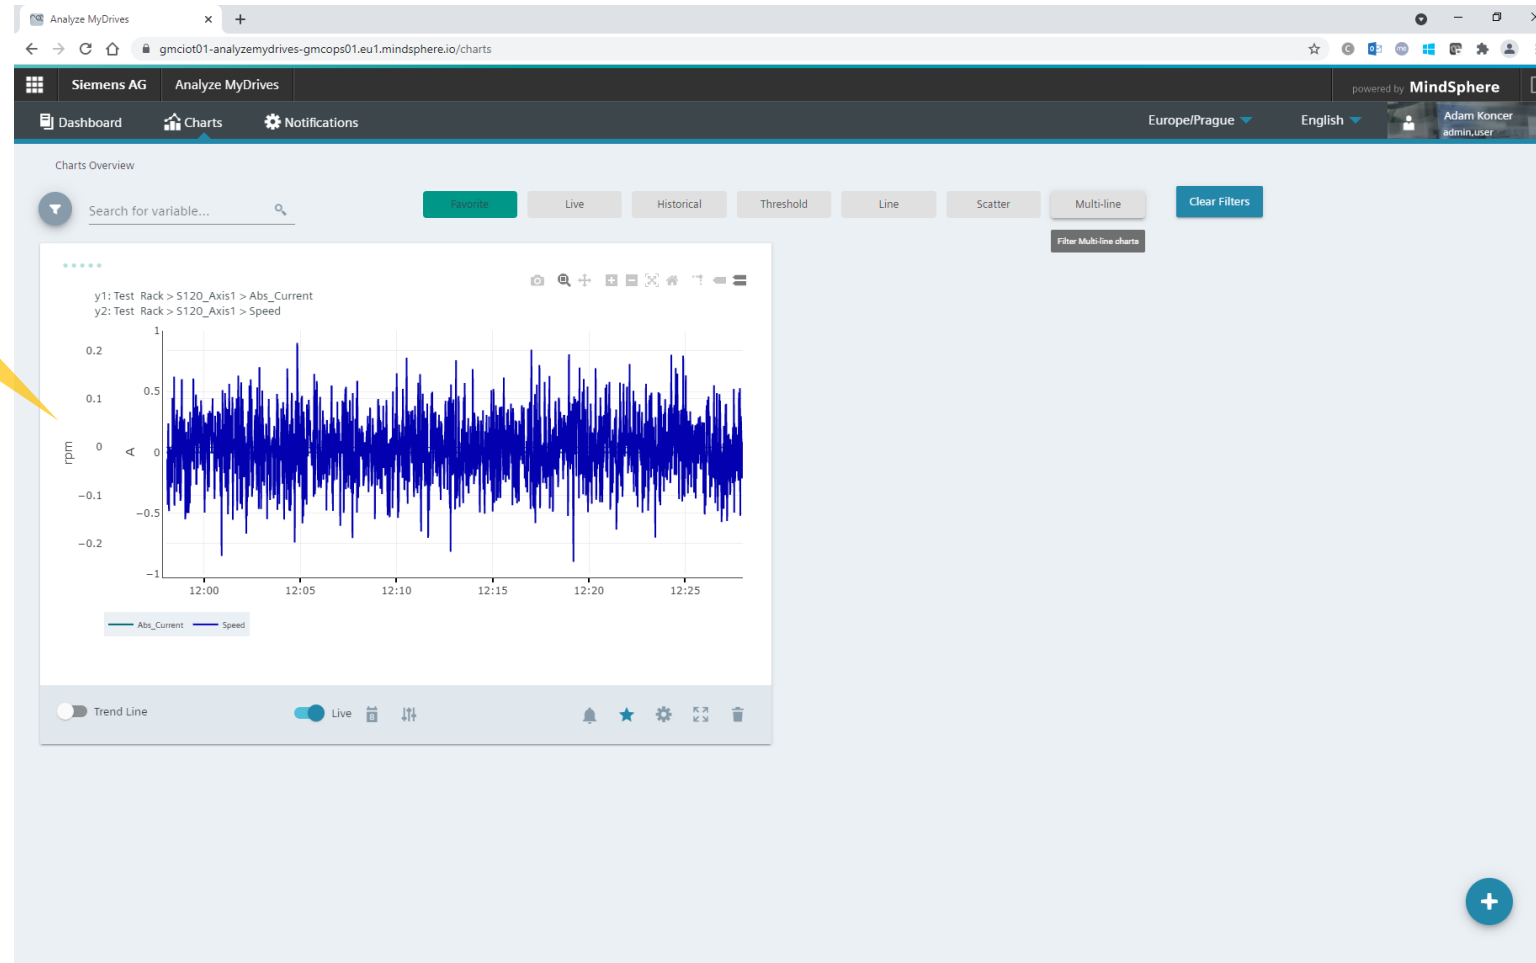 Analyze MyDrives
gmciot01-analyzemydrives-gmcops01.eu1.mindsphere.io/charts
Siemens AG Analyze MyDrives powered by MindSphere
Dashboard Charts Notifications Europe/Prague English Adam Koncer
admin,user
Charts Overview
Search for variable... Favorite Live Historical Threshold Line Scatter Multi-line Clear Filters
Filter Multi-line charts
y1: Test Rack > S120_Axis1 > Abs_Current
y2: Test Rack > S120_Axis1 > Speed
1
0.2
0.5
0.1
rpm 0 A 0
−0.1
−0.5
−0.2
−1
12:00 12:05 12:10 12:15 12:20 12:25
Abs_Current Speed
Trend Line Live 8